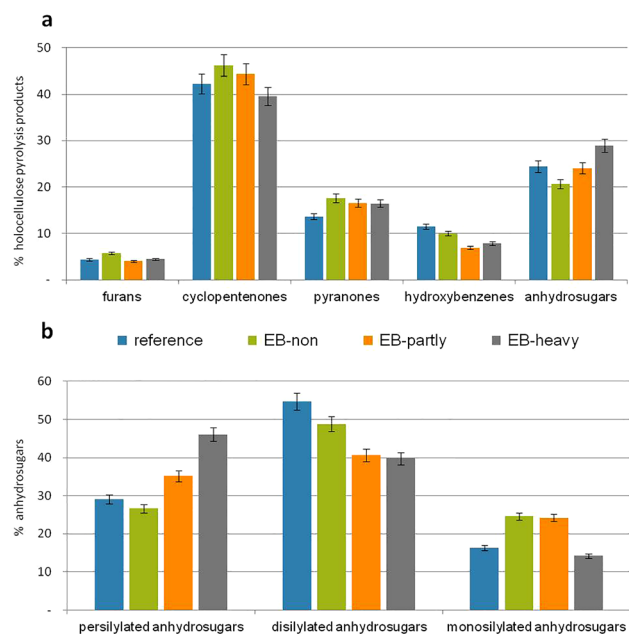 a
% holocellulose pyrolysis products
50
40
30
20
10
-
furans cyclopentenones pyranones hydroxybenzenes anhydrosugars
b
reference EB-non EB-partly EB-heavy
% anhydrosugars
60
50
40
30
20
10
-
persilylated anhydrosugars disilylated anhydrosugars monosilylated anhydrosugars